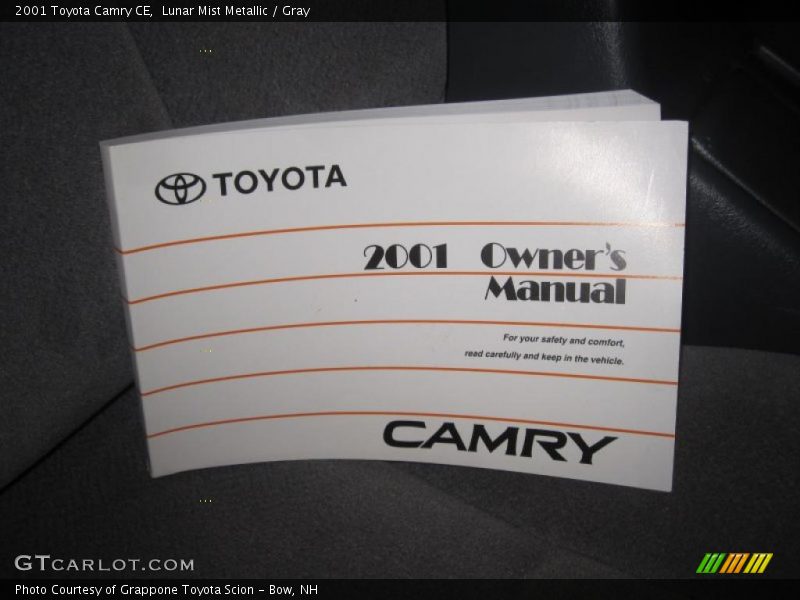 2001 Toyota Camry CE,  Lunar Mist Metallic / Gray
TOYOTA
2001 Owner's
Manual
For your safety and comfort,
read carefully and keep in the vehicle.
CAMRY
GTCARLOT.COM
Photo Courtesy of Grappone Toyota Scion - Bow, NH